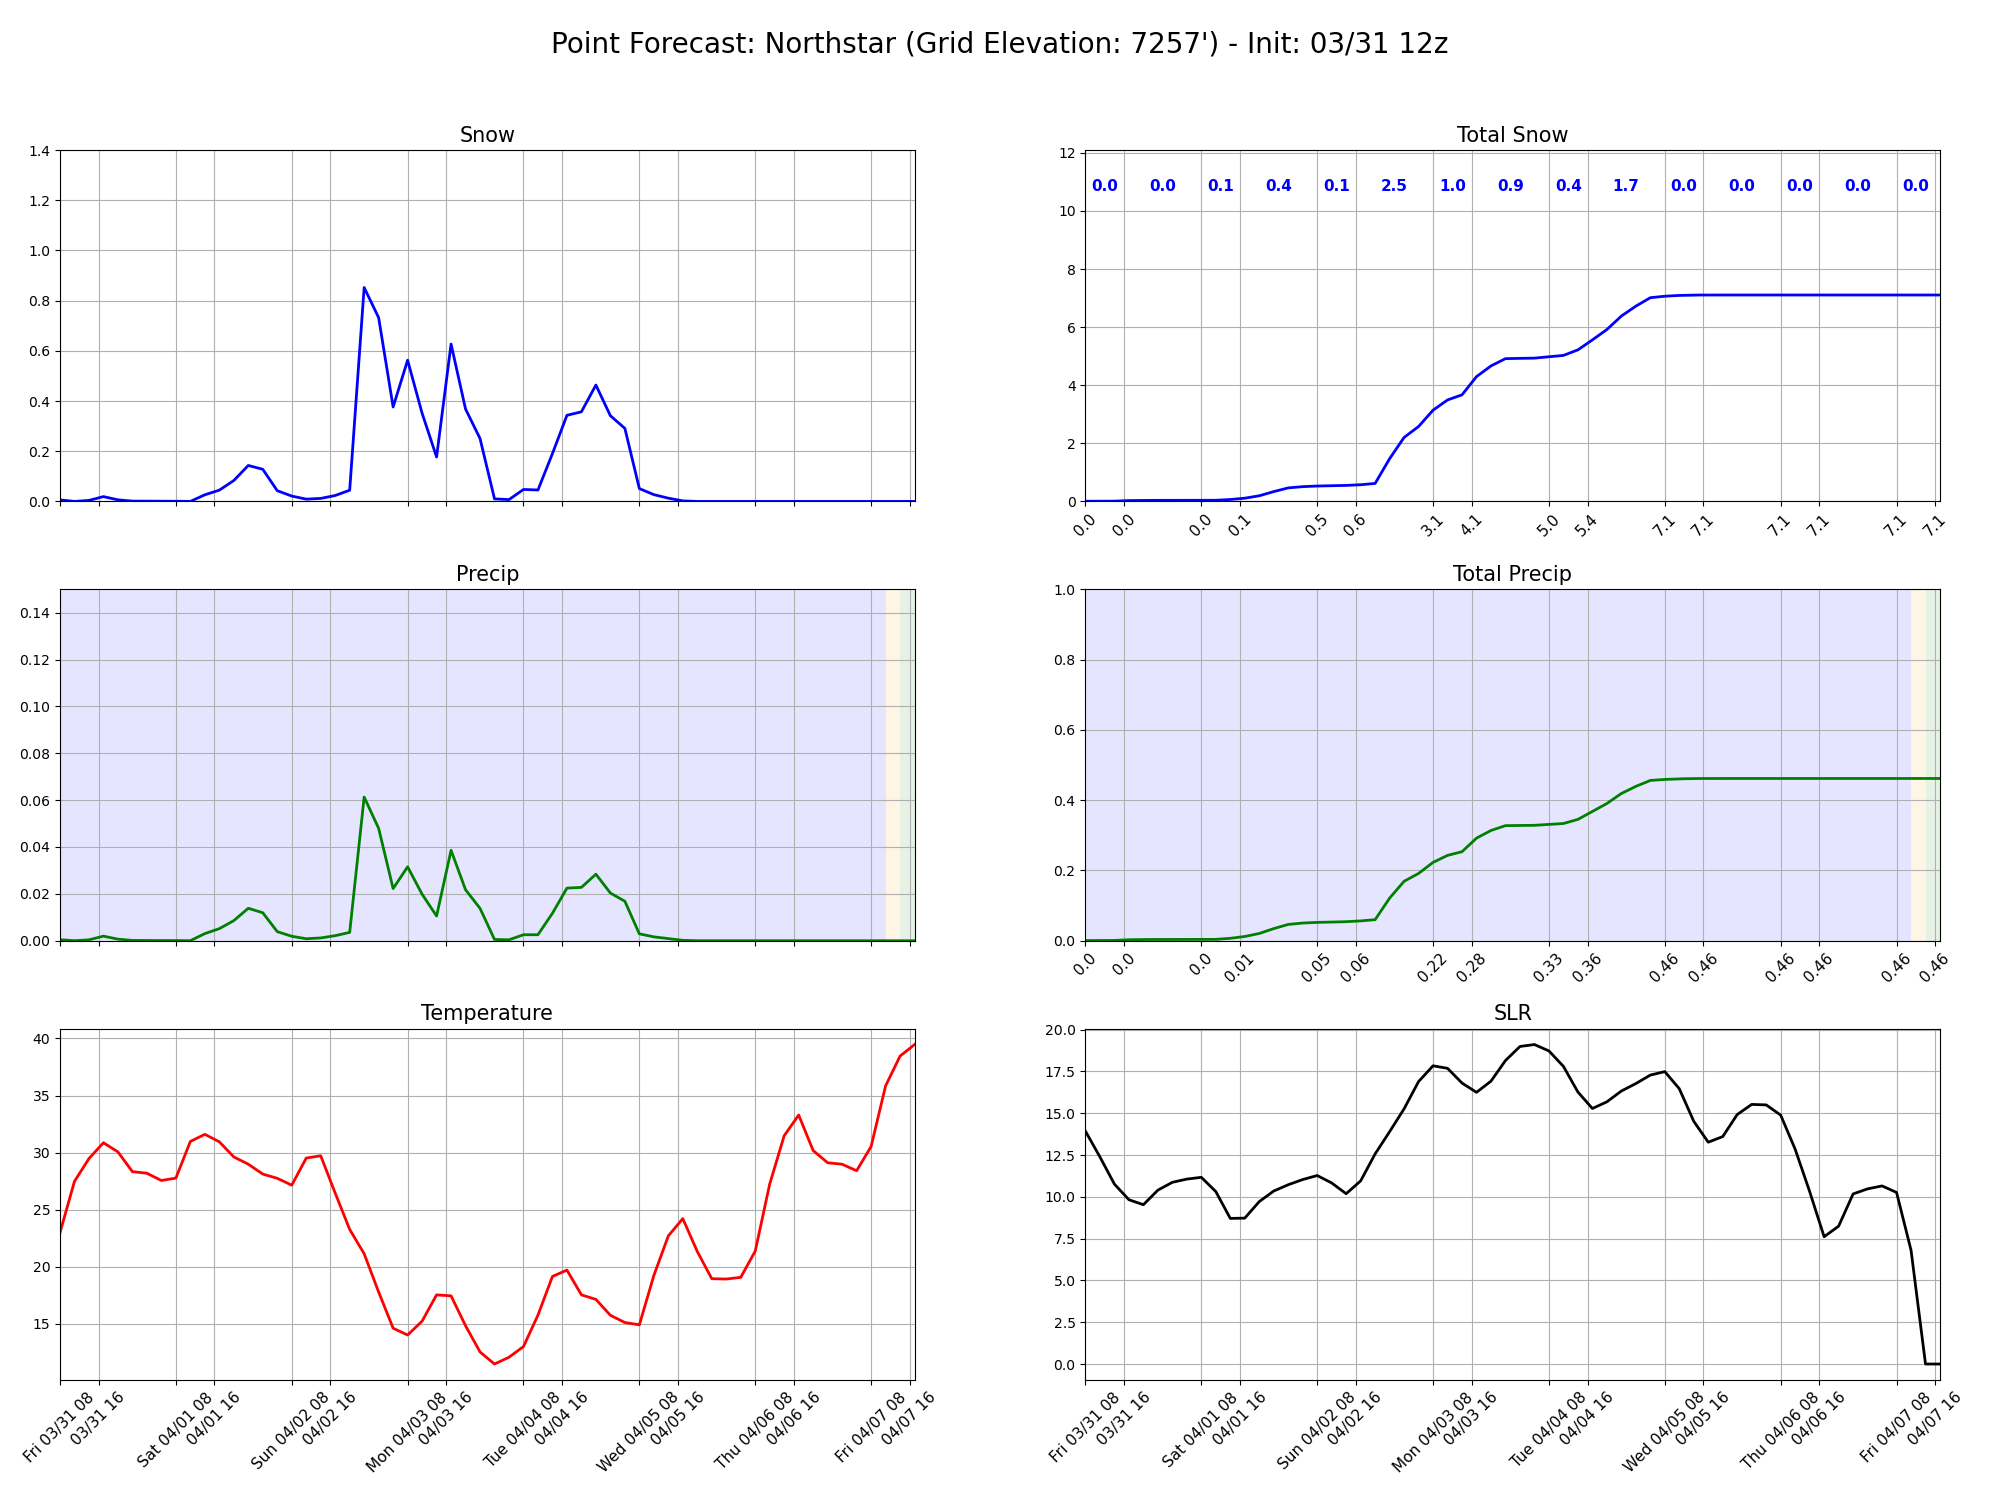 Point Forecast: Northstar (Grid Elevation: 7257') - Init: 03/31 12z
Snow
1.4
1.2
1.0
0.8
0.6
0.4
0.2
0.0
Total Snow
12
10
8
6
4
2
0
0.0 0.0 0.1 0.4 0.1 2.5 1.0 0.9 0.4 1.7 0.0 0.0 0.0 0.0 0.0
0.0 0.0 0.0 0.1 0.5 0.6 3.1 4.1 5.0 5.4 7.1 7.1 7.1 7.1 7.1 7.1
Precip
0.14
0.12
0.10
0.08
0.06
0.04
0.02
0.00
Total Precip
1.0
0.8
0.6
0.4
0.2
0.0
0.0 0.0 0.0 0.01 0.05 0.06 0.22 0.28 0.33 0.36 0.46 0.46 0.46 0.46 0.46 0.46
Temperature
40
35
30
25
20
15
Fri 03/31 08
03/31 16
Sat 04/01 08
04/01 16
Sun 04/02 08
04/02 16
Mon 04/03 08
04/03 16
Tue 04/04 08
04/04 16
Wed 04/05 08
04/05 16
Thu 04/06 08
04/06 16
Fri 04/07 08
04/07 16
SLR
20.0
17.5
15.0
12.5
10.0
7.5
5.0
2.5
0.0
Fri 03/31 08
03/31 16
Sat 04/01 08
04/01 16
Sun 04/02 08
04/02 16
Mon 04/03 08
04/03 16
Tue 04/04 08
04/04 16
Wed 04/05 08
04/05 16
Thu 04/06 08
04/06 16
Fri 04/07 08
04/07 16